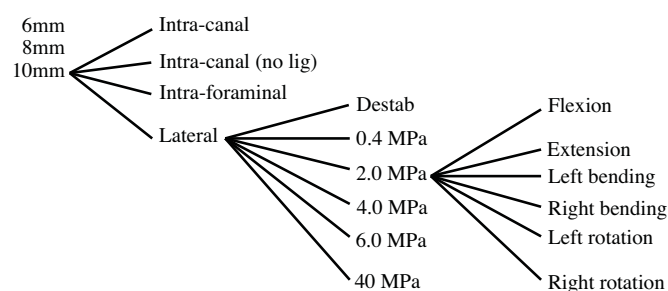 6mm
8mm
10mm
Intra-canal
Intra-canal (no lig)
Intra-foraminal
Lateral
Destab
0.4 MPa
2.0 MPa
4.0 MPa
6.0 MPa
40 MPa
Flexion
Extension
Left bending
Right bending
Left rotation
Right rotation